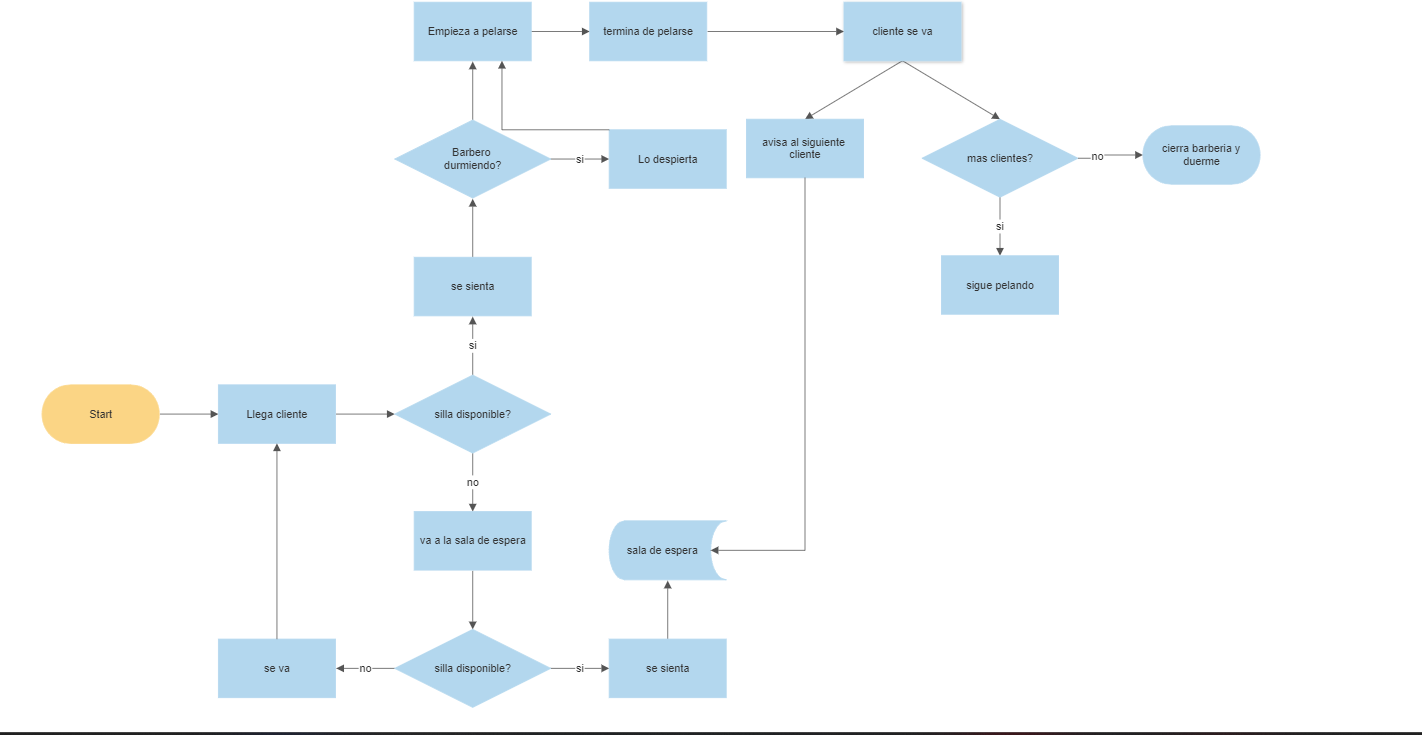 Empieza a pelarse
termina de pelarse
cliente se va
Barbero
durmiendo?
si
Lo despierta
avisa al siguiente
cliente
mas clientes?
no
cierra barberia y
duerme
si
sigue pelando
se sienta
si
Start
Llega cliente
silla disponible?
no
va a la sala de espera
sala de espera
se va
no
silla disponible?
si
se sienta